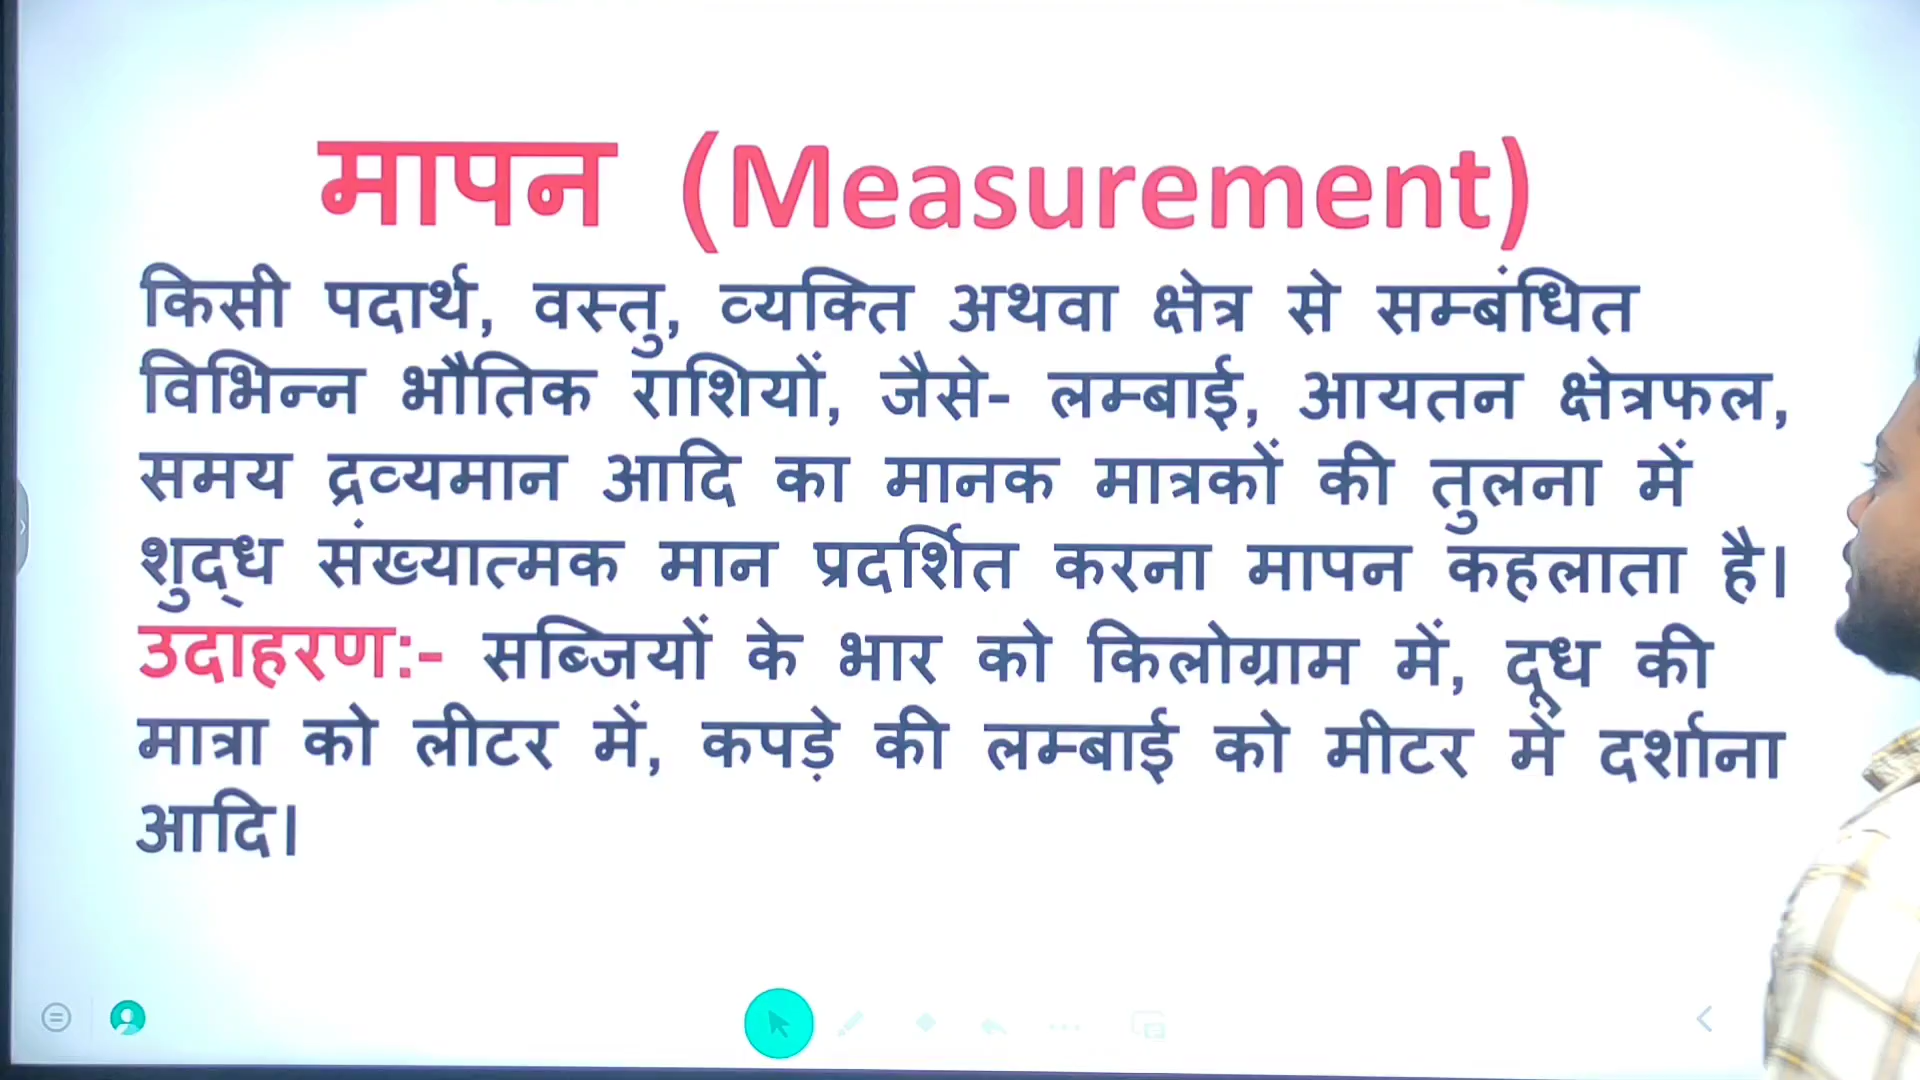 मापन (Measurement)
किसी पदार्थ, वस्तु, व्यक्ति अथवा क्षेत्र से सम्बंधित
विभिन्न भौतिक राशियों, जैसे- लम्बाई, आयतन क्षेत्रफल,
समय द्रव्यमान आदि का मानक मात्रकों की तुलना में
शुद्ध संख्यात्मक मान प्रदर्शित करना मापन कहलाता है।
उदाहरण:- सब्जियों के भार को किलोग्राम में, दूध की
मात्रा को लीटर में, कपड़े की लम्बाई को मीटर में दर्शाना
आदि।